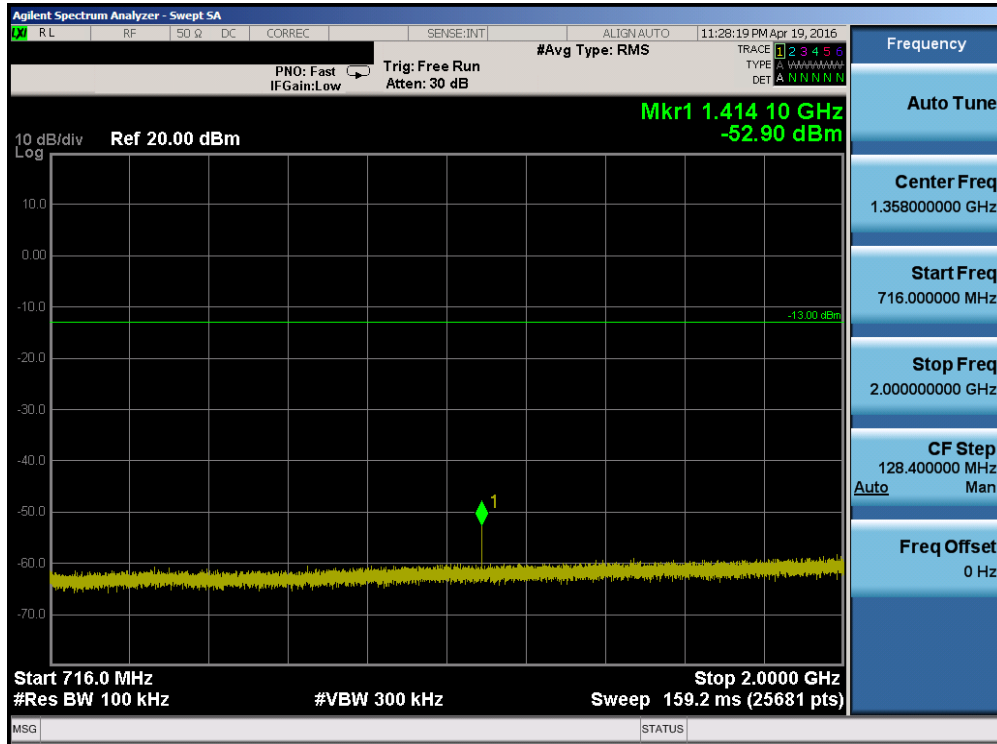 Agilent Spectrum Analyzer - Swept SA
LXI RL RF 50 Ω DC CORREC SENSE:INT ALIGN AUTO 11:28:19 PM Apr 19, 2016
PNO: Fast
IFGain:Low
Trig: Free Run
Atten: 30 dB
#Avg Type: RMS
TRACE 1 2 3 4 5 6
TYPE A WWWWW
DET A N N N N N
Mkr1 1.414 10 GHz
-52.90 dBm
10 dB/div
Log
Ref 20.00 dBm
10.0
0.00
-10.0
-13.00 dBm
-20.0
-30.0
-40.0
-50.0
1
-60.0
-70.0
Start 716.0 MHz
Stop 2.0000 GHz
#Res BW 100 kHz
#VBW 300 kHz
Sweep 159.2 ms (25681 pts)
MSG
STATUS
Frequency
Auto Tune
Center Freq
1.358000000 GHz
Start Freq
716.000000 MHz
Stop Freq
2.000000000 GHz
CF Step
128.400000 MHz
Auto Man
Freq Offset
0 Hz